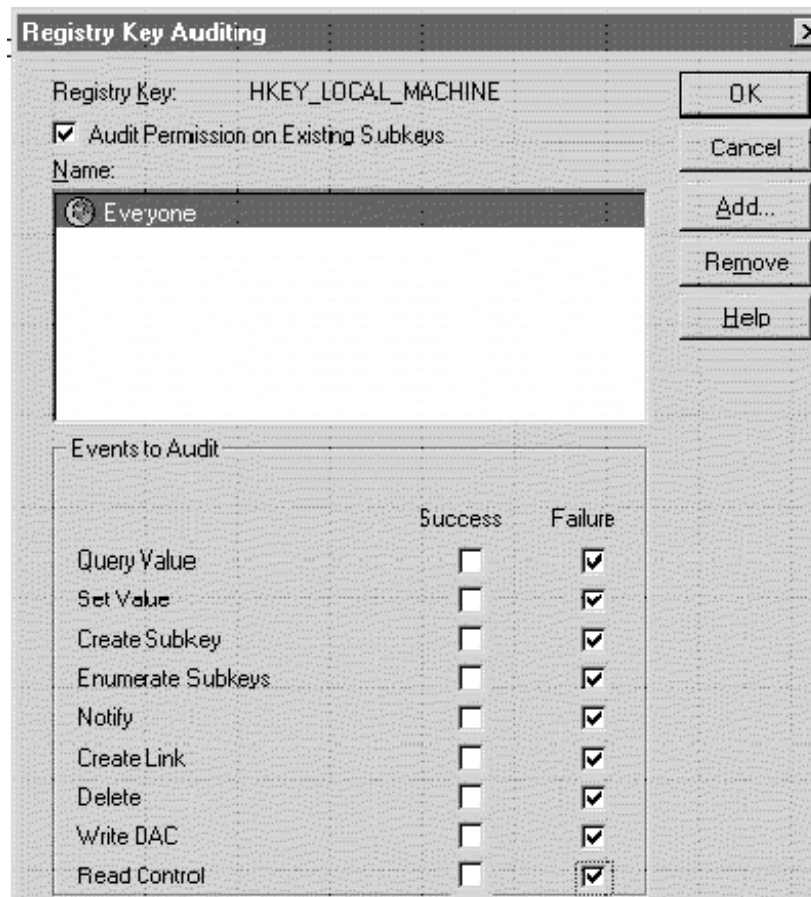 Registry Key Auditing
Registry Key: HKEY_LOCAL_MACHINE OK
Audit Permission on Existing Subkeys
Cancel
Name:
Everyone
Add...
Remove
Help
Events to Audit
Success Failure
Query Value
Set Value
Create Subkey
Enumerate Subkeys
Notify
Create Link
Delete
Write DAC
Read Control